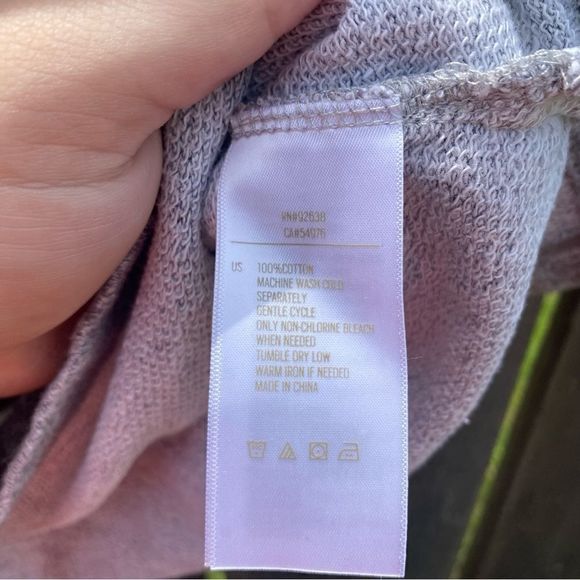 RN#92638
CA#54976
US 100%COTTON
MACHINE WASH COLD
SEPARATELY
GENTLE CYCLE
ONLY NON-CHLORINE BLEACH
WHEN NEEDED
TUMBLE DRY LOW
WARM IRON IF NEEDED
MADE IN CHINA